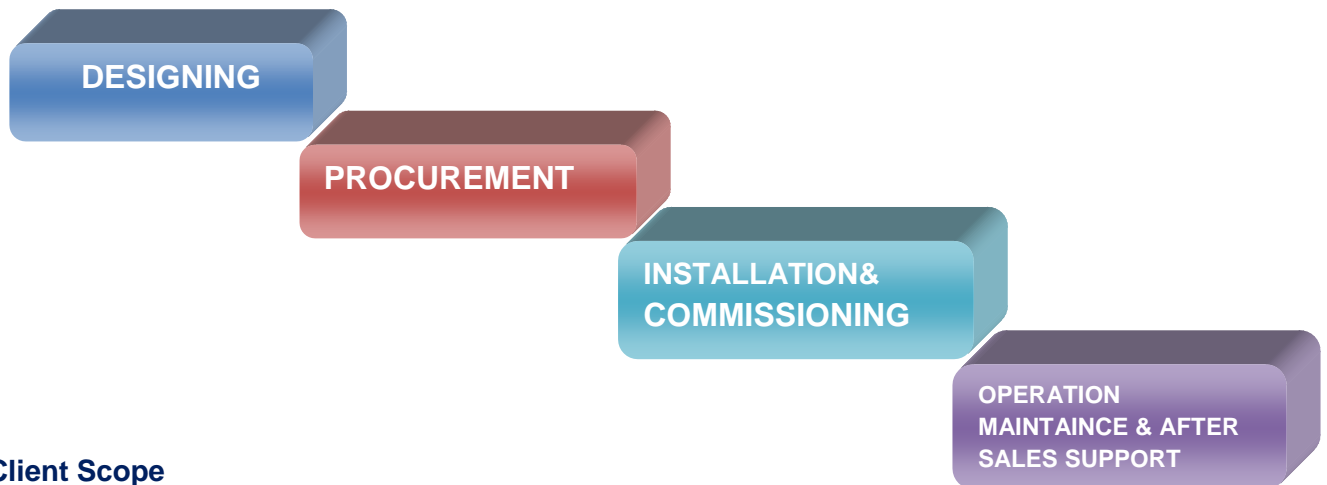 DESIGNING
PROCUREMENT
INSTALLATION&
COMMISSIONING
OPERATION
MAINTAINCE & AFTER
SALES SUPPORT
Client Scope